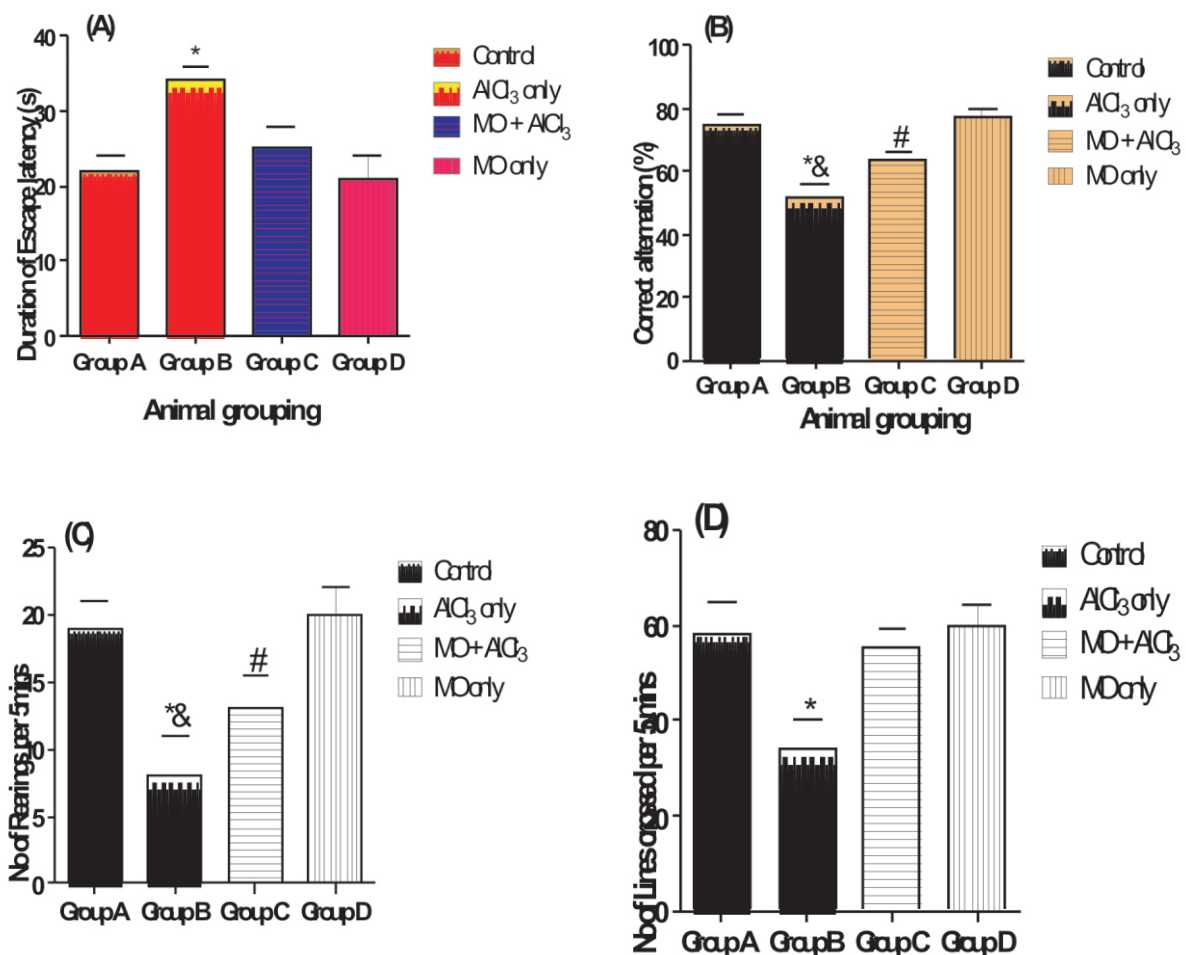 (A)
Duration of Escape latency (s)
40
30
20
10
0
*
Group A Group B Group C Group D
Animal grouping
Control
AlCl3 only
MO + AlCl3
MO only
(B)
Correct alternation (%)
100
80
60
40
20
0
*& #
Group A Group B Group C Group D
Animal grouping
Control
AlCl3 only
MO + AlCl3
MO only
(C)
No of Rearings per 5mins
25
20
15
10
5
0
*& #
Group A Group B Group C Group D
Control
AlCl3 only
MO + AlCl3
MO only
(D)
No of Lines crossed per 5mins
80
60
40
20
0
*
Group A Group B Group C Group D
Control
AlCl3 only
MO + AlCl3
MO only